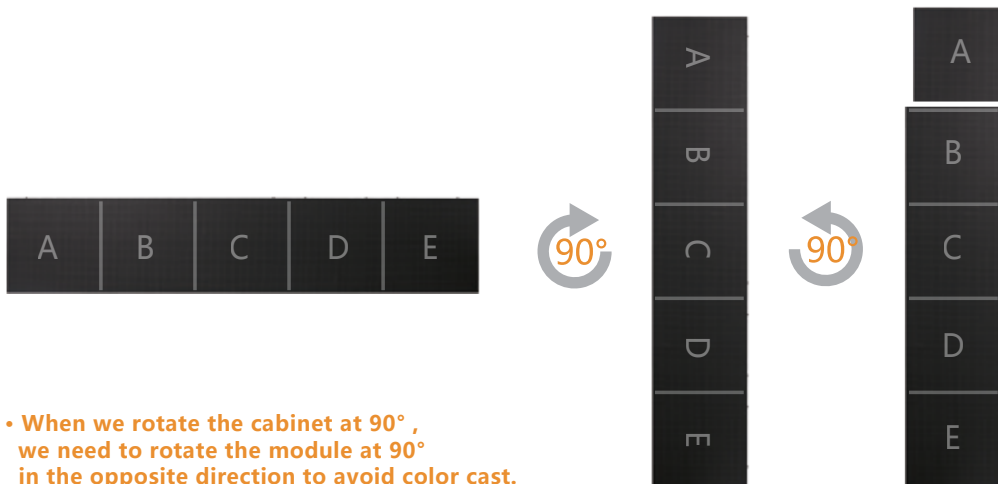 A B C D E
90°
A
B
C
D
E
90°
A
B
C
D
E
• When we rotate the cabinet at 90° ,
we need to rotate the module at 90°
in the opposite direction to avoid color cast.